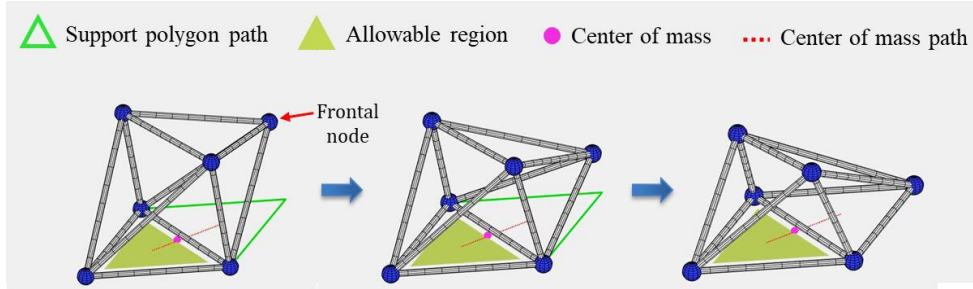 Support polygon path
Allowable region
Center of mass
Center of mass path
Frontal
node